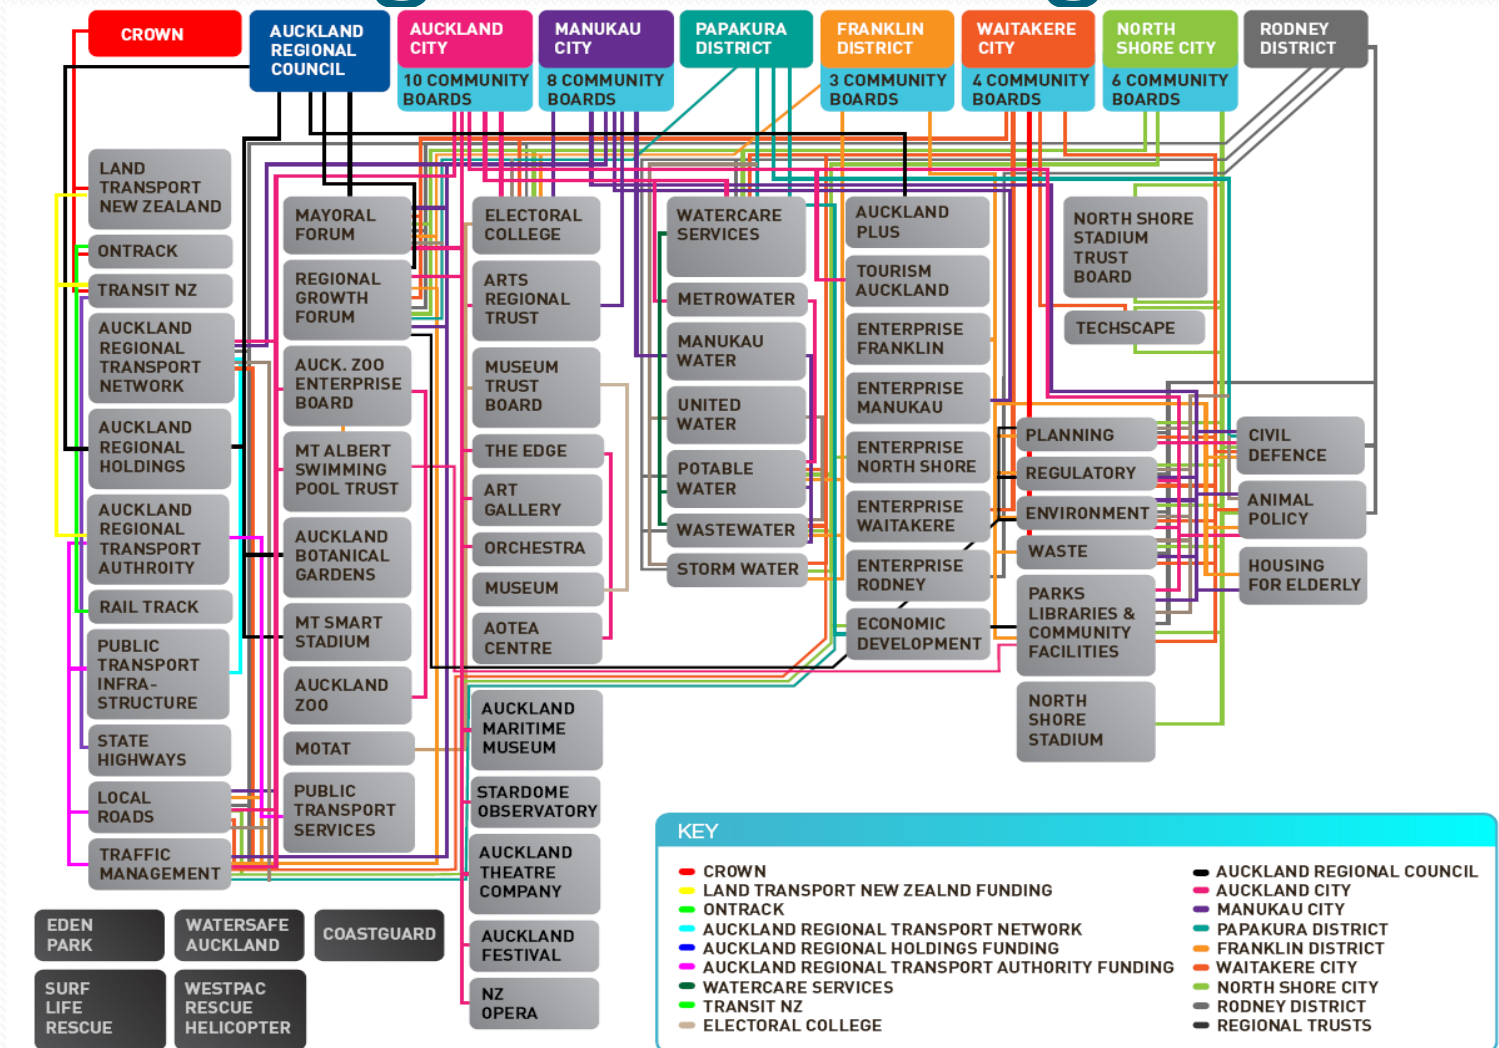 CROWN
AUCKLAND
REGIONAL
COUNCIL
AUCKLAND
CITY
10 COMMUNITY
BOARDS
MANUKAU
CITY
8 COMMUNITY
BOARDS
PAPAKURA
DISTRICT
FRANKLIN
DISTRICT
3 COMMUNITY
BOARDS
WAITAKERE
CITY
4 COMMUNITY
BOARDS
NORTH
SHORE CITY
6 COMMUNITY
BOARDS
RODNEY
DISTRICT
LAND
TRANSPORT
NEW ZEALAND
ONTRACK
TRANSIT NZ
AUCKLAND
REGIONAL
TRANSPORT
NETWORK
AUCKLAND
REGIONAL
HOLDINGS
AUCKLAND
REGIONAL
TRANSPORT
AUTHROITY
RAIL TRACK
PUBLIC
TRANSPORT
INFRA-
STRUCTURE
STATE
HIGHWAYS
LOCAL
ROADS
TRAFFIC
MANAGEMENT
MAYORAL
FORUM
REGIONAL
GROWTH
FORUM
AUCK. ZOO
ENTERPRISE
BOARD
MT ALBERT
SWIMMING
POOL TRUST
AUCKLAND
BOTANICAL
GARDENS
MT SMART
STADIUM
AUCKLAND
ZOO
MOTAT
PUBLIC
TRANSPORT
SERVICES
ELECTORAL
COLLEGE
ARTS
REGIONAL
TRUST
MUSEUM
TRUST
BOARD
THE EDGE
ART
GALLERY
ORCHESTRA
MUSEUM
AOTEA
CENTRE
AUCKLAND
MARITIME
MUSEUM
STARDOME
OBSERVATORY
AUCKLAND
THEATRE
COMPANY
AUCKLAND
FESTIVAL
NZ
OPERA
WATERCARE
SERVICES
METROWATER
MANUKAU
WATER
UNITED
WATER
POTABLE
WATER
WASTEWATER
STORM WATER
AUCKLAND
PLUS
TOURISM
AUCKLAND
ENTERPRISE
FRANKLIN
ENTERPRISE
MANUKAU
ENTERPRISE
NORTH SHORE
ENTERPRISE
WAITAKERE
ENTERPRISE
RODNEY
ECONOMIC
DEVELOPMENT
NORTH SHORE
STADIUM
TRUST
BOARD
TECHSCAPE
PLANNING
REGULATORY
ENVIRONMENT
WASTE
PARKS
LIBRARIES &
COMMUNITY
FACILITIES
NORTH
SHORE
STADIUM
CIVIL
DEFENCE
ANIMAL
POLICY
HOUSING
FOR ELDERLY
EDEN
PARK
WATERSAFE
AUCKLAND
COASTGUARD
SURF
LIFE
RESCUE
WESTPAC
RESCUE
HELICOPTER
KEY
CROWN
LAND TRANSPORT NEW ZEALND FUNDING
ONTRACK
AUCKLAND REGIONAL TRANSPORT NETWORK
AUCKLAND REGIONAL HOLDINGS FUNDING
AUCKLAND REGIONAL TRANSPORT AUTHORITY FUNDING
WATERCARE SERVICES
TRANSIT NZ
ELECTORAL COLLEGE
AUCKLAND REGIONAL COUNCIL
AUCKLAND CITY
MANUKAU CITY
PAPAKURA DISTRICT
FRANKLIN DISTRICT
WAITAKERE CITY
NORTH SHORE CITY
RODNEY DISTRICT
REGIONAL TRUSTS